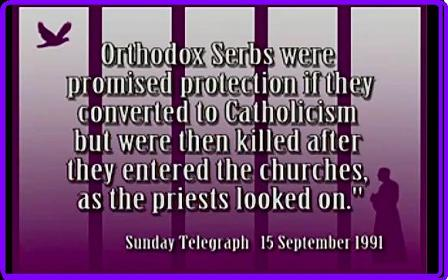 Orthodox Serbs were
promised protection if they
converted to Catholicism
but were then killed after
they entered the churches,
as the priests looked on."
Sunday Telegraph 15 September 1991